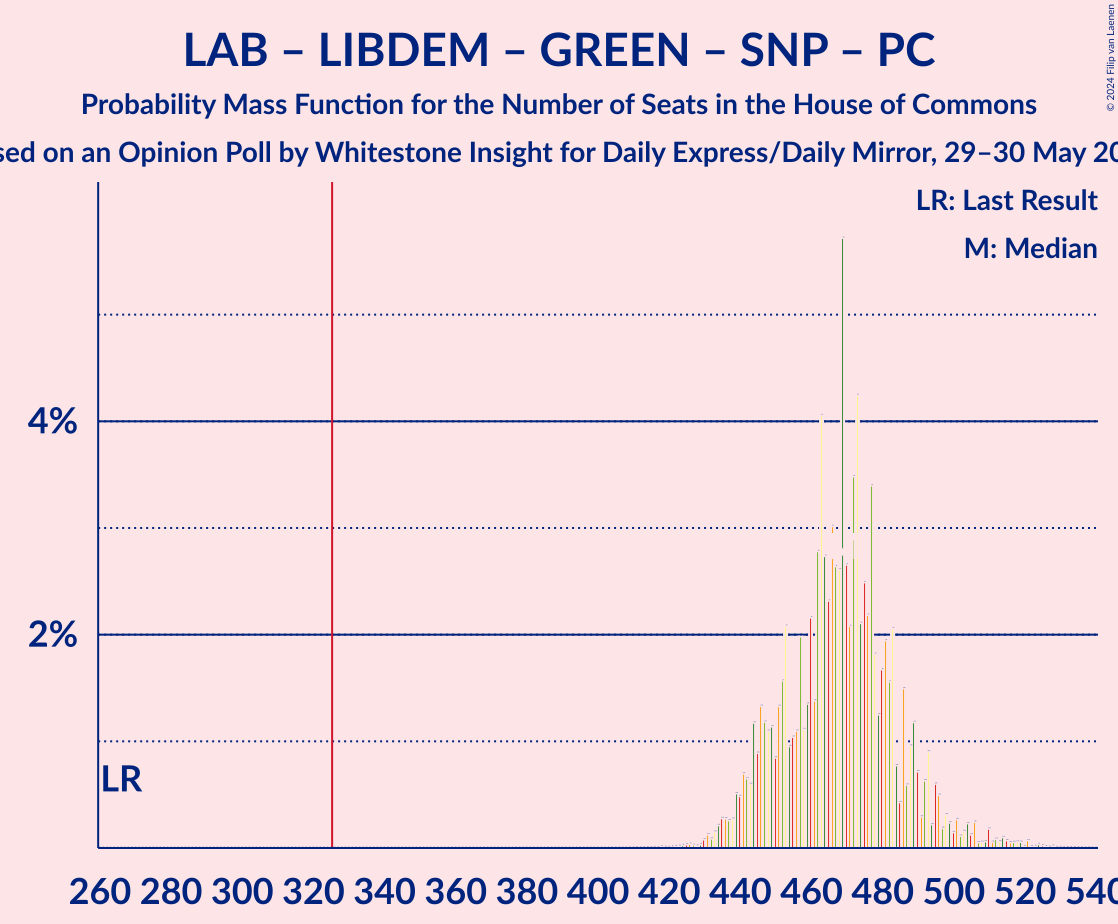 LAB – LIBDEM – GREEN – SNP – PC
Probability Mass Function for the Number of Seats in the House of Commons
sed on an Opinion Poll by Whitestone Insight for Daily Express/Daily Mirror, 29–30 May 20
© 2024 Filip van Laenen
LR: Last Result
M: Median
4%
2%
LR
260 280 300 320 340 360 380 400 420 440 460 480 500 520 540